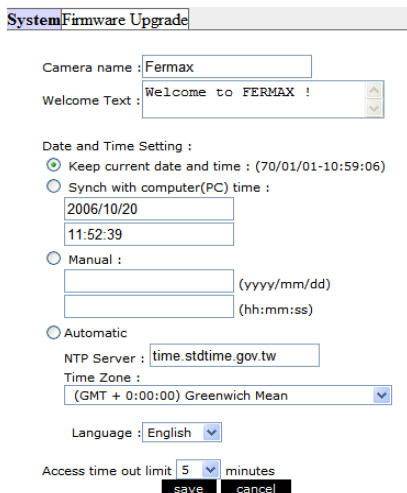 System Firmware Upgrade
Camera name : Fermax
Welcome Text : Welcome to FERMAX !
Date and Time Setting :
Keep current date and time : (70/01/01-10:59:06)
Synch with computer(PC) time :
2006/10/20
11:52:39
Manual :
(yyyy/mm/dd)
(hh:mm:ss)
Automatic
NTP Server : time.stdtime.gov.tw
Time Zone :
(GMT + 0:00:00) Greenwich Mean
Language : English
Access time out limit 5 minutes
save cancel